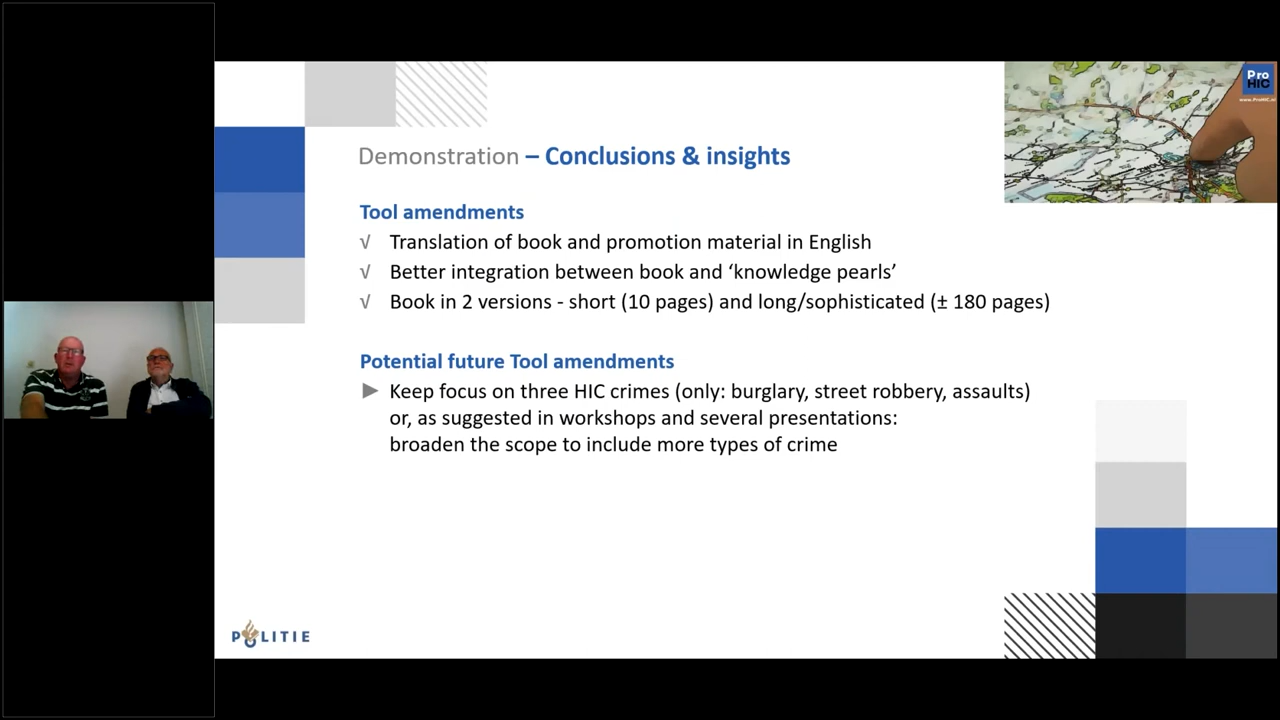 Pro
HIC
www.ProHIC.nl
Demonstration – Conclusions & insights
Tool amendments
√ Translation of book and promotion material in English
√ Better integration between book and ‘knowledge pearls’
√ Book in 2 versions - short (10 pages) and long/sophisticated (± 180 pages)
Potential future Tool amendments
► Keep focus on three HIC crimes (only: burglary, street robbery, assaults)
or, as suggested in workshops and several presentations:
broaden the scope to include more types of crime
POLITIE